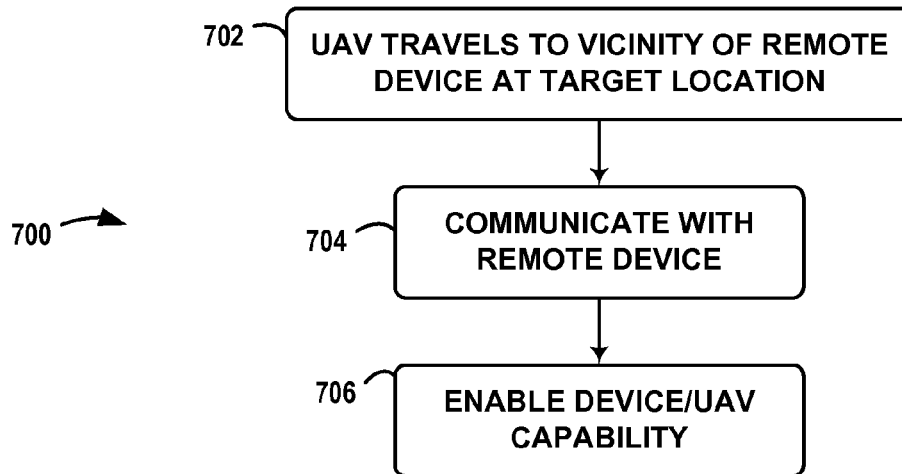 702
UAV TRAVELS TO VICINITY OF REMOTE
DEVICE AT TARGET LOCATION
700
704
COMMUNICATE WITH
REMOTE DEVICE
706
ENABLE DEVICE/UAV
CAPABILITY